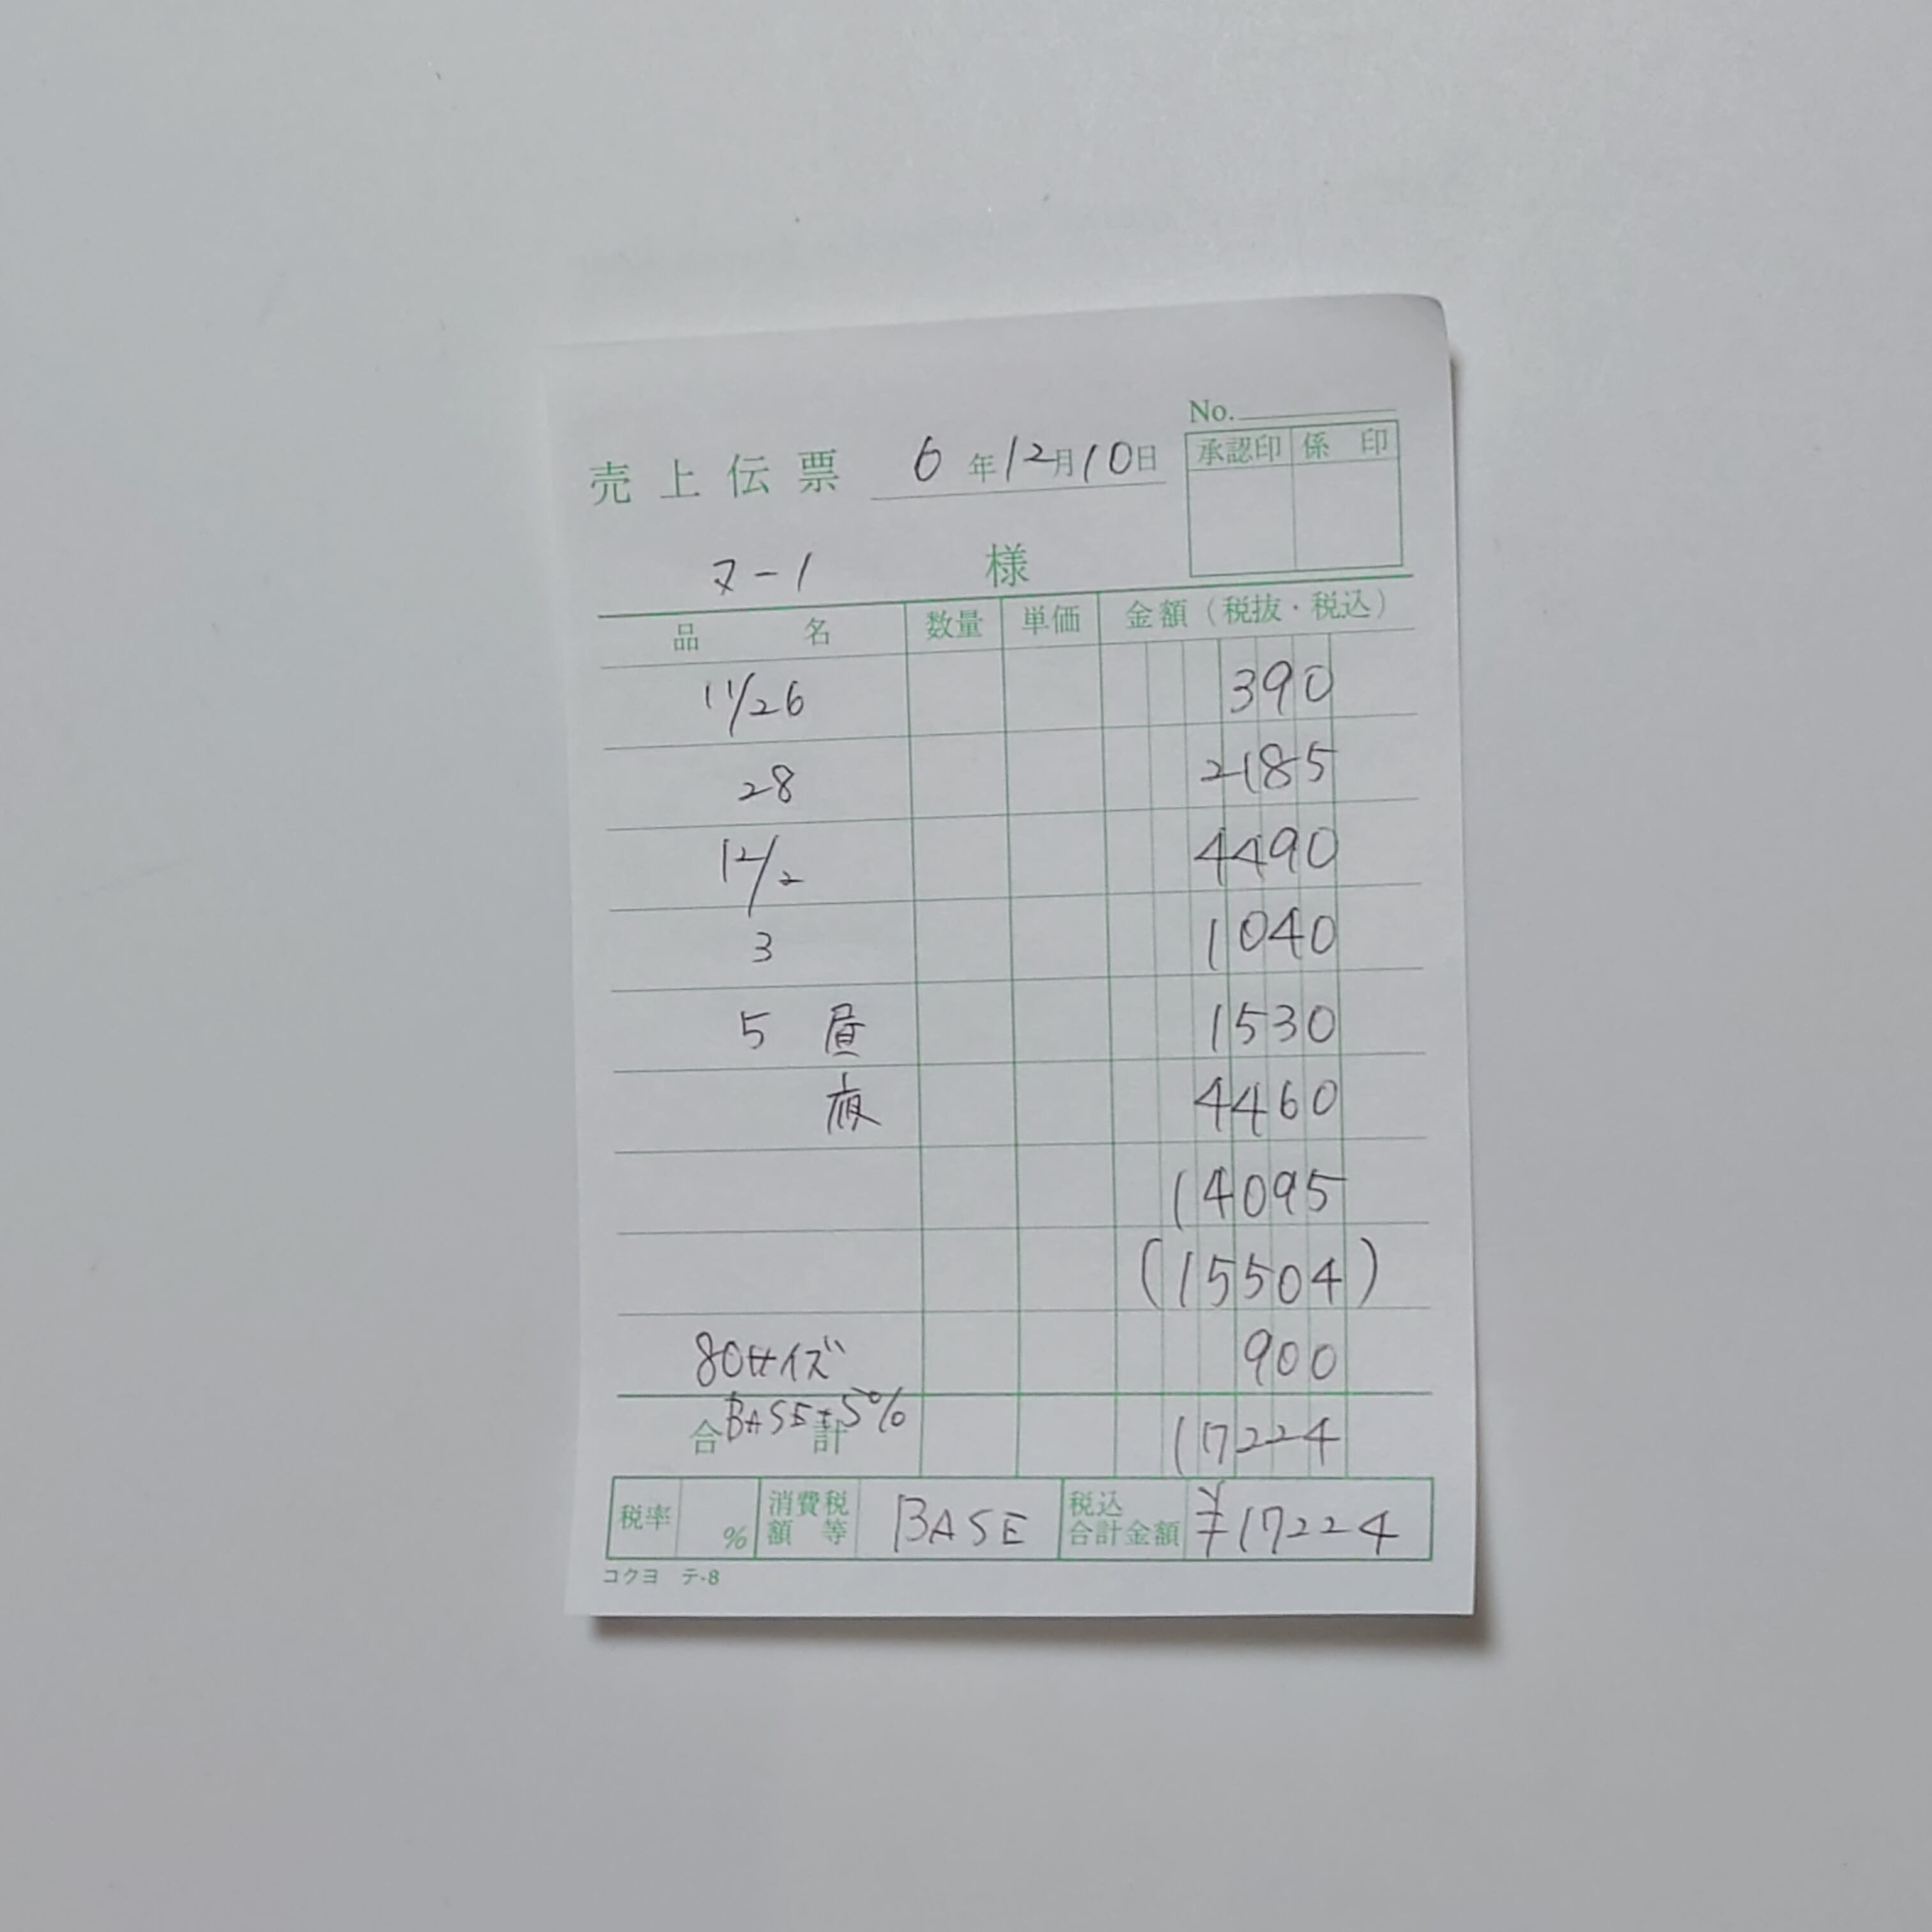 No.
売上伝票 6年12月10日
承認印 係印
ヌ-1 様
品名 数量 単価 金額(税抜・税込)
11/26 390
28 2185
12/2 4490
3 1040
5 昼 1530
夜 4460
14095
(15504)
80サイズ 900
BASE+5%
合計 17224
税率 % 消費税額等 BASE 税込合計金額 ¥17224
コクヨ テ-8